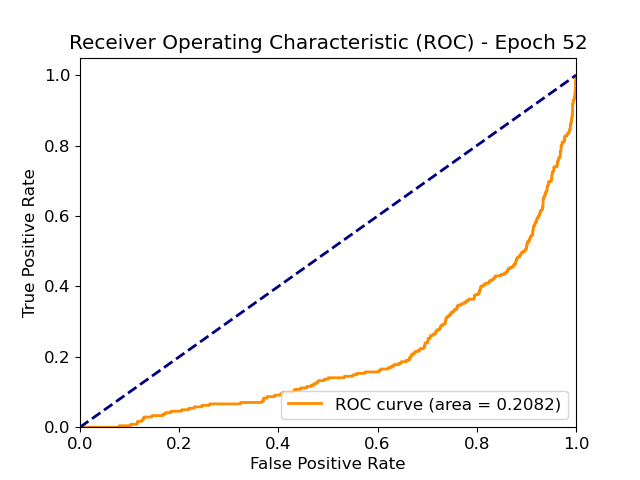 Receiver Operating Characteristic (ROC) - Epoch 52
1.0
0.8
0.6
0.4
0.2
0.0
True Positive Rate
ROC curve (area = 0.2082)
0.0 0.2 0.4 0.6 0.8 1.0
False Positive Rate